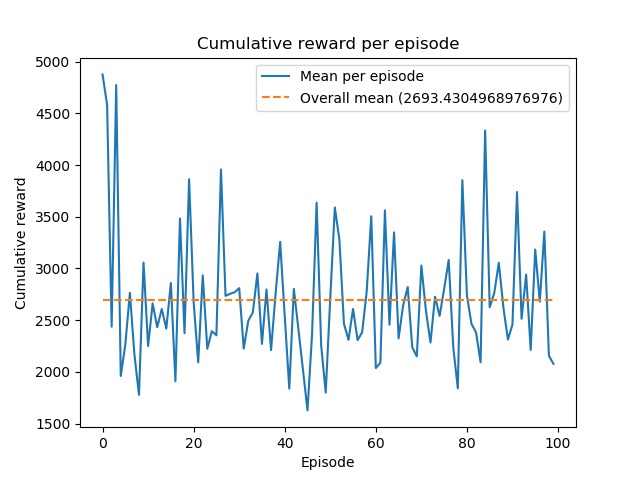 Cumulative reward per episode
5000
4500
4000
3500
3000
2500
2000
1500
Cumulative reward
Mean per episode
Overall mean (2693.4304968976976)
0 20 40 60 80 100
Episode